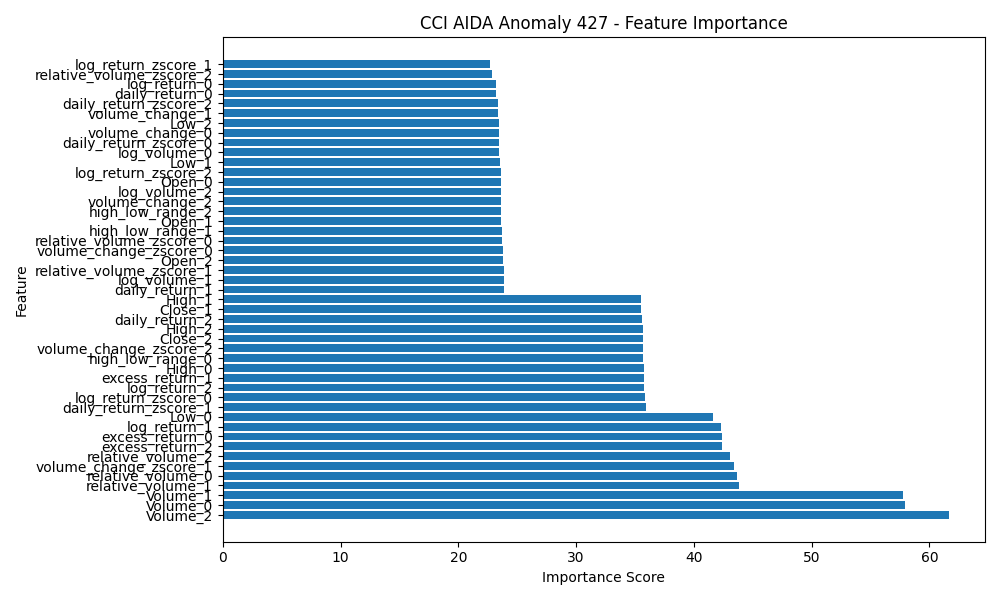 CCI AIDA Anomaly 427 - Feature Importance
log_return_zscore_1
relative_volume_zscore_2
log_return_0
daily_return_0
daily_return_zscore_2
volume_change_1
Low_2
volume_change_0
daily_return_zscore_0
log_volume_0
Low_1
log_return_zscore_2
Open_0
log_volume_2
volume_change_2
high_low_range_2
Open_1
high_low_range_1
relative_volume_zscore_0
volume_change_zscore_0
Open_2
relative_volume_zscore_1
log_volume_1
daily_return_1
High_1
Close_1
daily_return_2
High_2
Close_2
volume_change_zscore_2
high_low_range_0
High_0
excess_return_1
log_return_2
log_return_zscore_0
daily_return_zscore_1
Low_0
log_return_1
excess_return_0
excess_return_2
relative_volume_2
volume_change_zscore_1
relative_volume_0
relative_volume_1
Volume_1
Volume_0
Volume_2
Feature
0 10 20 30 40 50 60
Importance Score